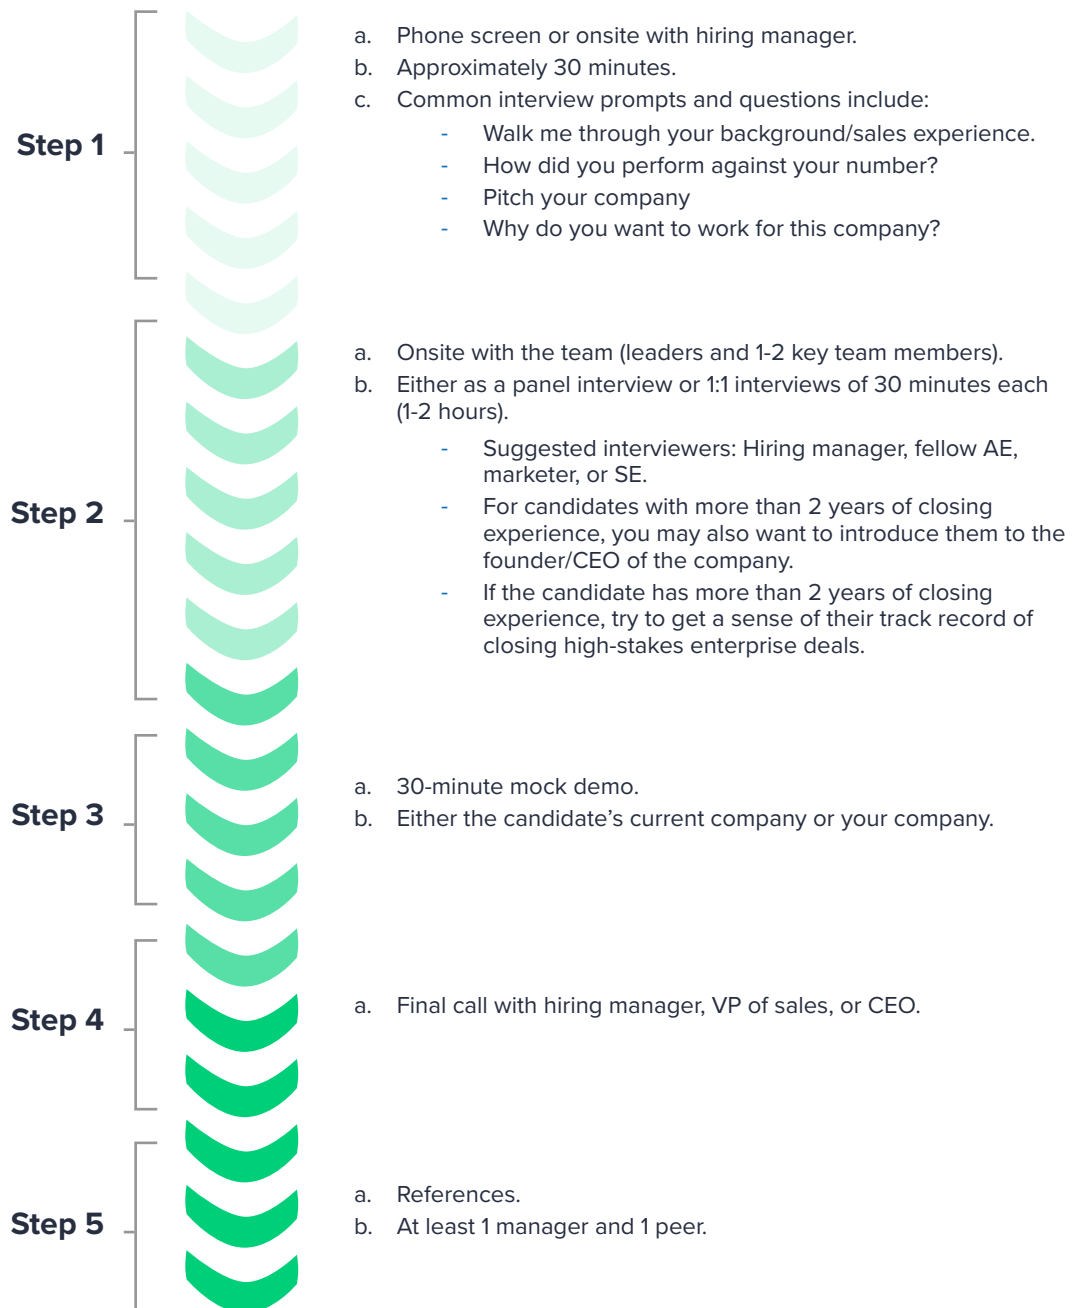 Step 1
a. Phone screen or onsite with hiring manager.
b. Approximately 30 minutes.
c. Common interview prompts and questions include:
- Walk me through your background/sales experience.
- How did you perform against your number?
- Pitch your company
- Why do you want to work for this company?
Step 2
a. Onsite with the team (leaders and 1-2 key team members).
b. Either as a panel interview or 1:1 interviews of 30 minutes each
(1-2 hours).
- Suggested interviewers: Hiring manager, fellow AE,
marketer, or SE.
- For candidates with more than 2 years of closing
experience, you may also want to introduce them to the
founder/CEO of the company.
- If the candidate has more than 2 years of closing
experience, try to get a sense of their track record of
closing high-stakes enterprise deals.
Step 3
a. 30-minute mock demo.
b. Either the candidate’s current company or your company.
Step 4
a. Final call with hiring manager, VP of sales, or CEO.
Step 5
a. References.
b. At least 1 manager and 1 peer.